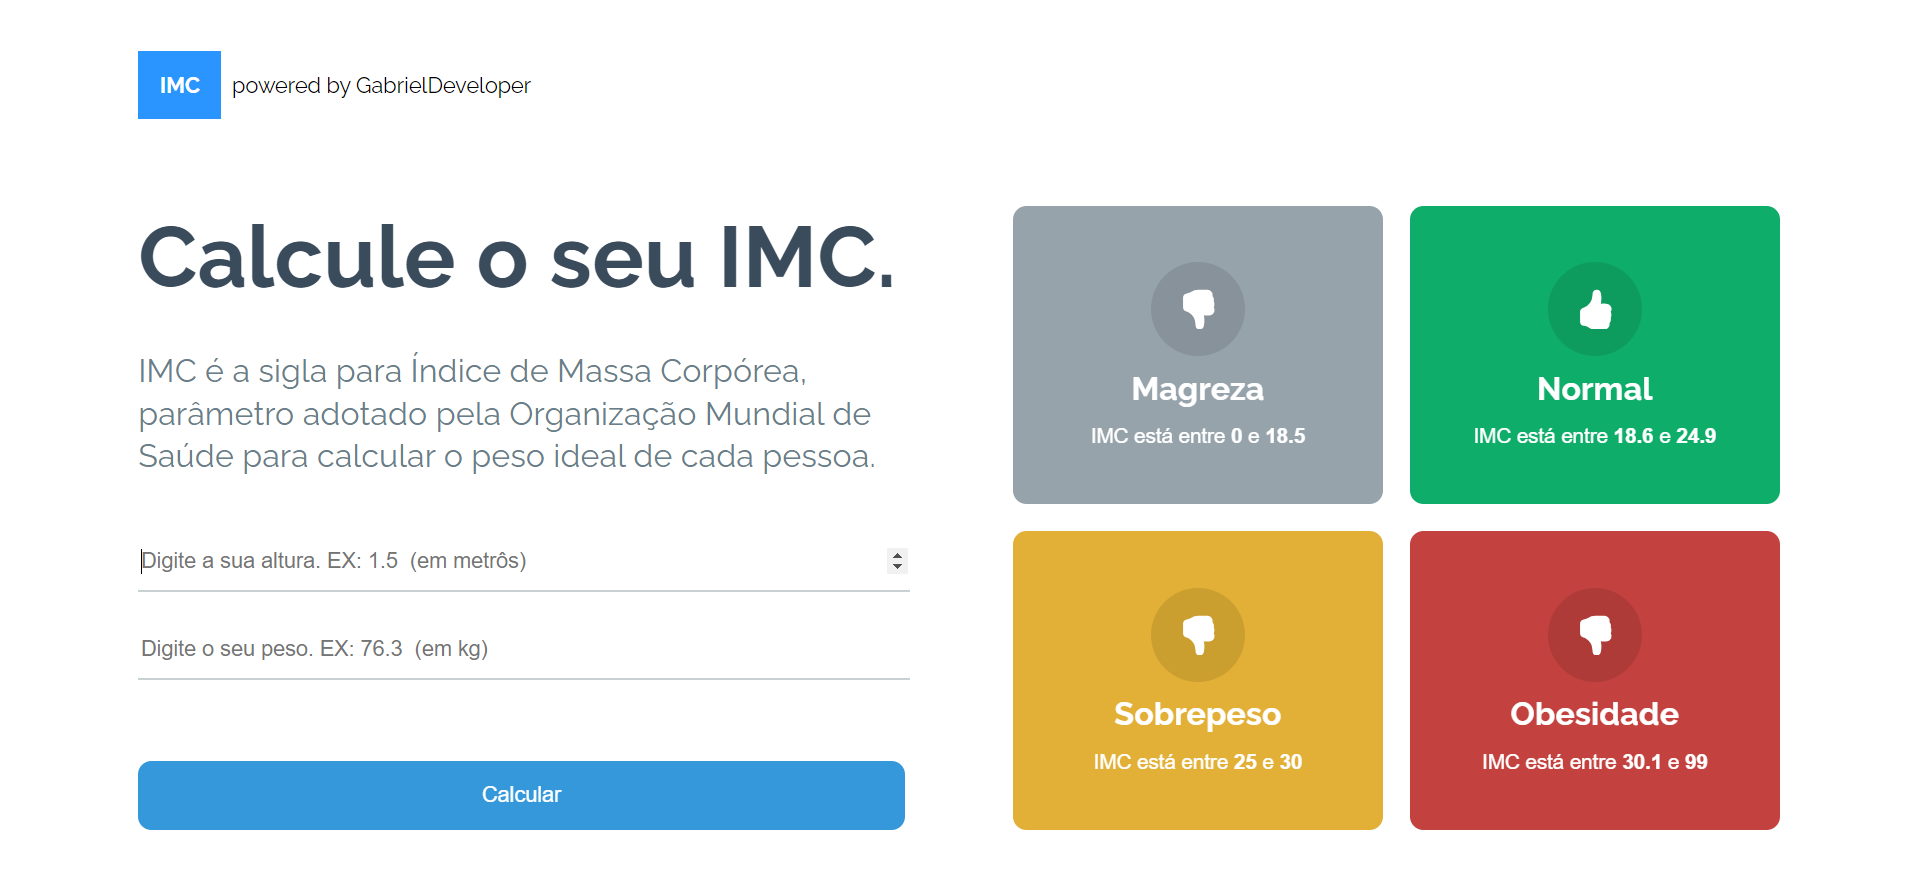 IMC
powered by GabrielDeveloper
Calcule o seu IMC.
IMC é a sigla para Índice de Massa Corpórea,
parâmetro adotado pela Organização Mundial de
Saúde para calcular o peso ideal de cada pessoa.
Digite a sua altura. EX: 1.5  (em metrôs)
Digite o seu peso. EX: 76.3  (em kg)
Calcular
Magreza
IMC está entre 0 e 18.5
Normal
IMC está entre 18.6 e 24.9
Sobrepeso
IMC está entre 25 e 30
Obesidade
IMC está entre 30.1 e 99